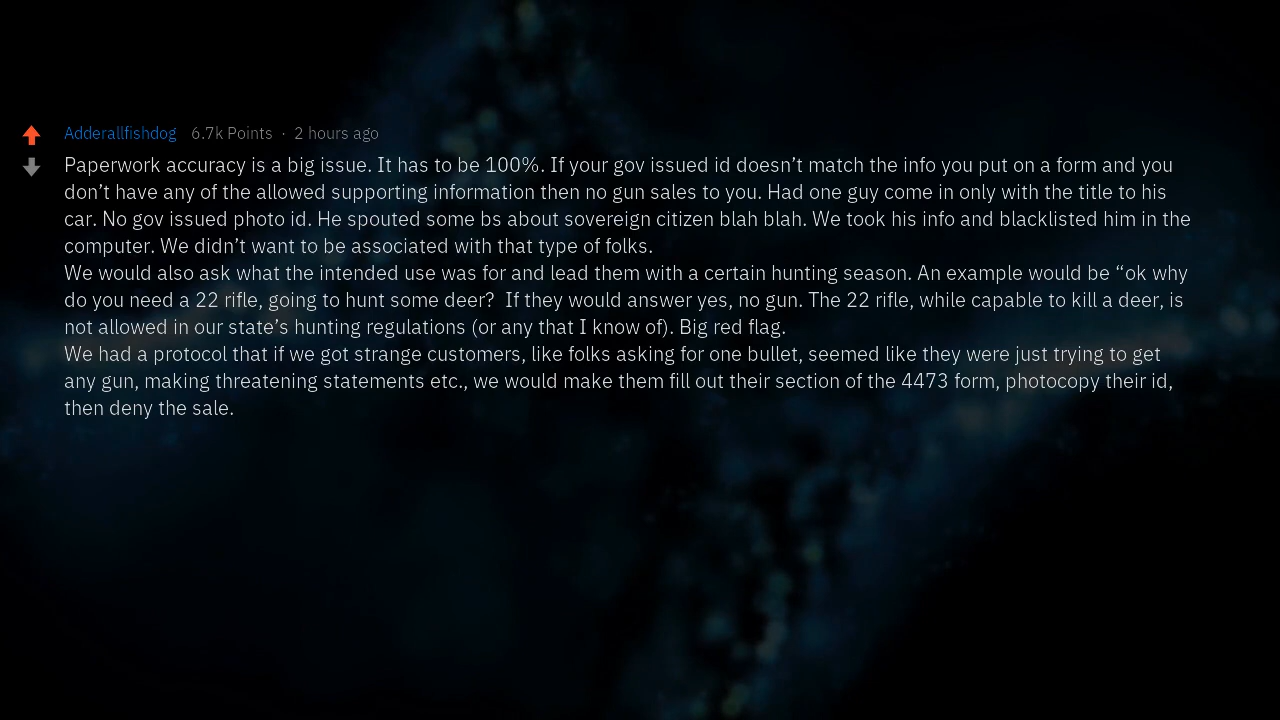 Adderallfishdog 6.7k Points · 2 hours ago
Paperwork accuracy is a big issue. It has to be 100%. If your gov issued id doesn’t match the info you put on a form and you
don’t have any of the allowed supporting information then no gun sales to you. Had one guy come in only with the title to his
car. No gov issued photo id. He spouted some bs about sovereign citizen blah blah. We took his info and blacklisted him in the
computer. We didn’t want to be associated with that type of folks.
We would also ask what the intended use was for and lead them with a certain hunting season. An example would be “ok why
do you need a 22 rifle, going to hunt some deer?  If they would answer yes, no gun. The 22 rifle, while capable to kill a deer, is
not allowed in our state’s hunting regulations (or any that I know of). Big red flag.
We had a protocol that if we got strange customers, like folks asking for one bullet, seemed like they were just trying to get
any gun, making threatening statements etc., we would make them fill out their section of the 4473 form, photocopy their id,
then deny the sale.